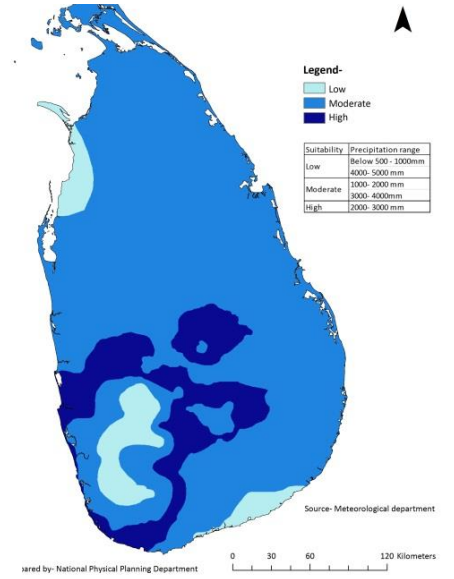 Legend-
Low
Moderate
High
Suitability Precipitation range
Low Below 500 - 1000mm
4000- 5000 mm
Moderate 1000- 2000 mm
3000- 4000mm
High 2000- 3000 mm
Source- Meteorological department
ared by- National Physical Planning Department
0 30 60 120 Kilometers